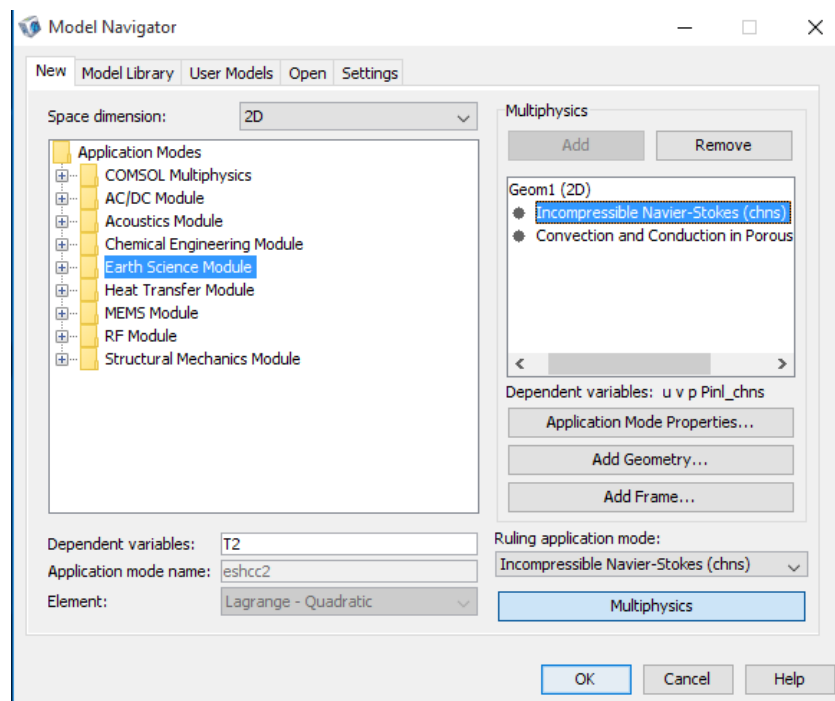 Model Navigator
New Model Library User Models Open Settings
Space dimension: 2D
Application Modes
COMSOL Multiphysics
AC/DC Module
Acoustics Module
Chemical Engineering Module
Earth Science Module
Heat Transfer Module
MEMS Module
RF Module
Structural Mechanics Module
Dependent variables: T2
Application mode name: eshcc2
Element: Lagrange - Quadratic
Multiphysics
Add Remove
Geom1 (2D)
Incompressible Navier-Stokes (chns)
Convection and Conduction in Porous
Dependent variables: u v p Pinl_chns
Application Mode Properties...
Add Geometry...
Add Frame...
Ruling application mode:
Incompressible Navier-Stokes (chns)
Multiphysics
OK Cancel Help